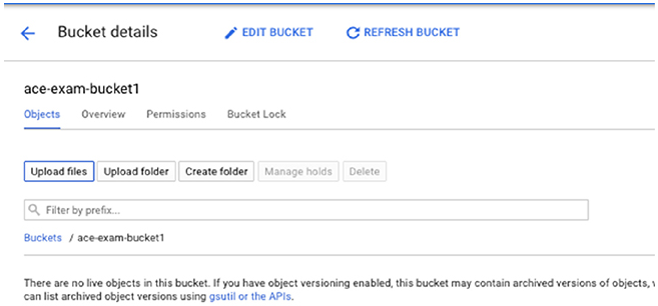 Bucket details
EDIT BUCKET
REFRESH BUCKET
ace-exam-bucket1
Objects Overview Permissions Bucket Lock
Upload files Upload folder Create folder Manage holds Delete
Filter by prefix...
Buckets / ace-exam-bucket1
There are no live objects in this bucket. If you have object versioning enabled, this bucket may contain archived versions of objects,
can list archived object versions using gsutil or the APIs.